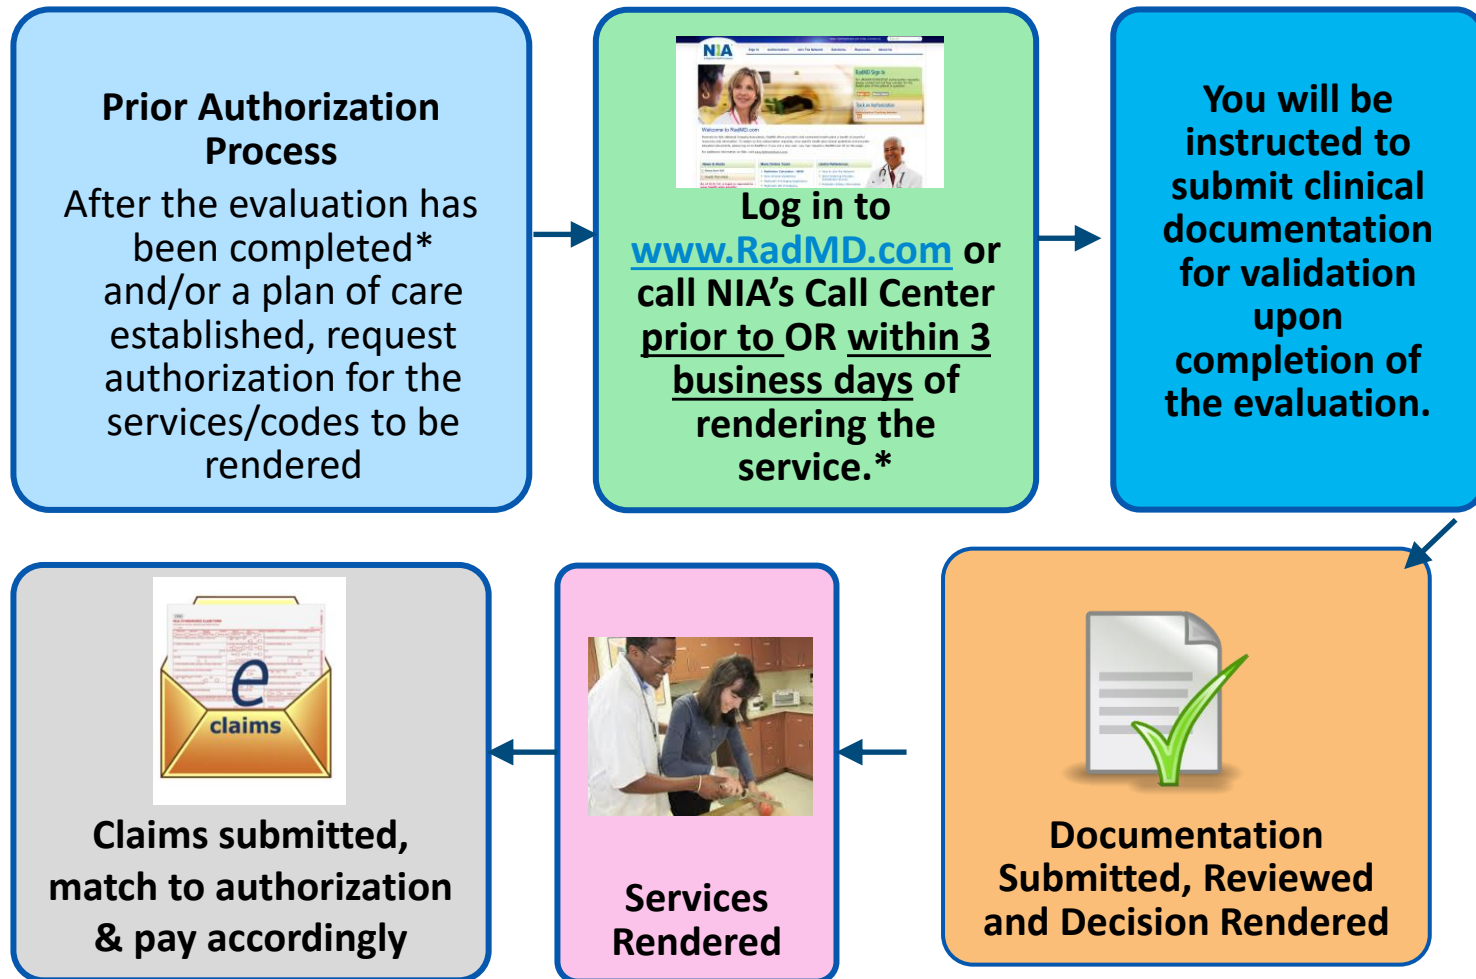 Prior Authorization
Process
After the evaluation has
been completed*
and/or a plan of care
established, request
authorization for the
services/codes to be
rendered
NIA
Welcome to RadMD.com
Log in to
www.RadMD.com or
call NIA’s Call Center
prior to OR within 3
business days of
rendering the
service.*
You will be
instructed to
submit clinical
documentation
for validation
upon
completion of
the evaluation.
Documentation
Submitted, Reviewed
and Decision Rendered
Services
Rendered
e
claims
Claims submitted,
match to authorization
& pay accordingly